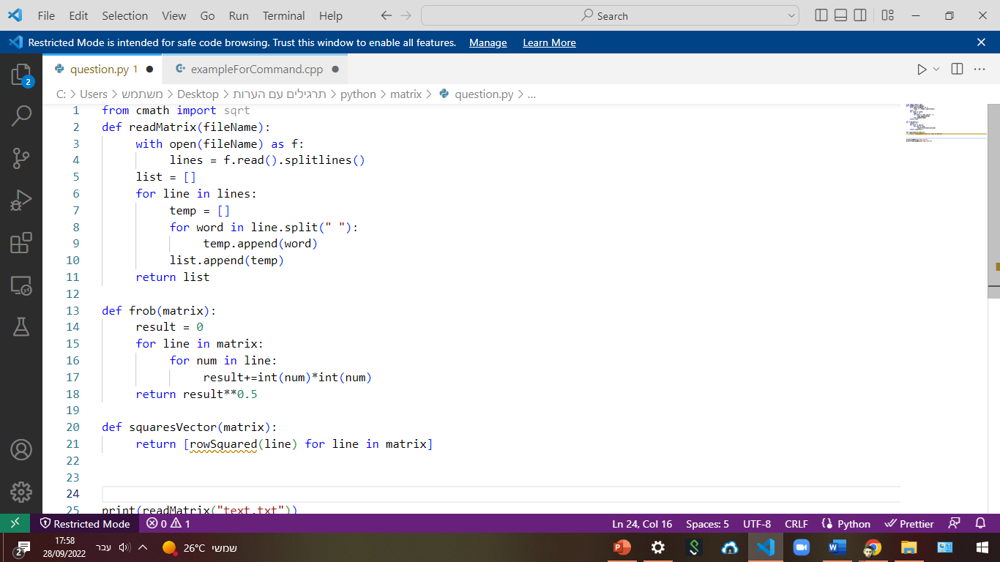 File Edit Selection View Go Run Terminal Help Search
Restricted Mode is intended for safe code browsing. Trust this window to enable all features. Manage Learn More
question.py 1 exampleForCommand.cpp
2
C: > Users > משתמש > Desktop > תרגילים עם הערות > python > matrix > question.py > ...
1 from cmath import sqrt
2 def readMatrix(fileName):
3 with open(fileName) as f:
4 lines = f.read().splitlines()
5 list = []
6 for line in lines:
7 temp = []
8 for word in line.split(" "):
9 temp.append(word)
10 list.append(temp)
11 return list
12
13 def frob(matrix):
14 result = 0
15 for line in matrix:
16 for num in line:
17 result+=int(num)*int(num)
18 return result**0.5
19
20 def squaresVector(matrix):
21 return [rowSquared(line) for line in matrix]
22
23
24
25 print(readMatrix("text.txt"))
Restricted Mode 0 1 Ln 24, Col 16 Spaces: 5 UTF-8 CRLF Python Prettier
2 17:58 עבר 26°C שמשי
28/09/2022